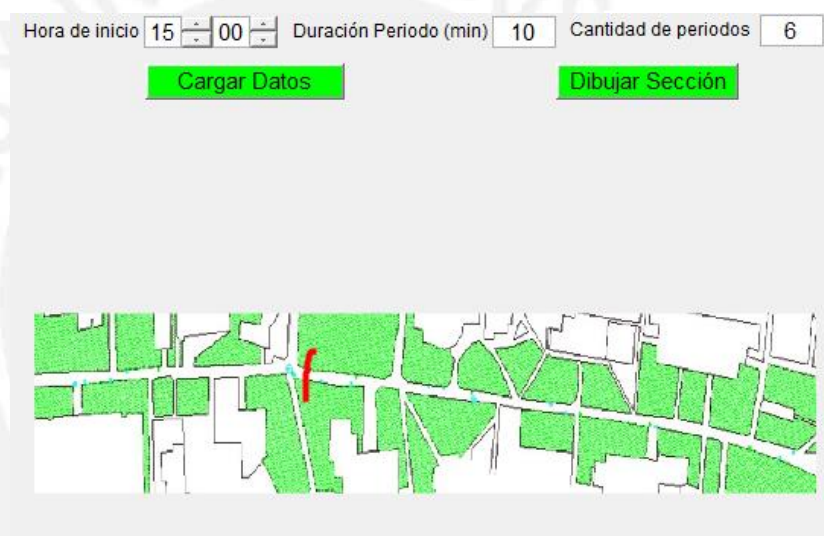 Hora de inicio 15 00 Duración Periodo (min) 10 Cantidad de periodos 6
Cargar Datos Dibujar Sección